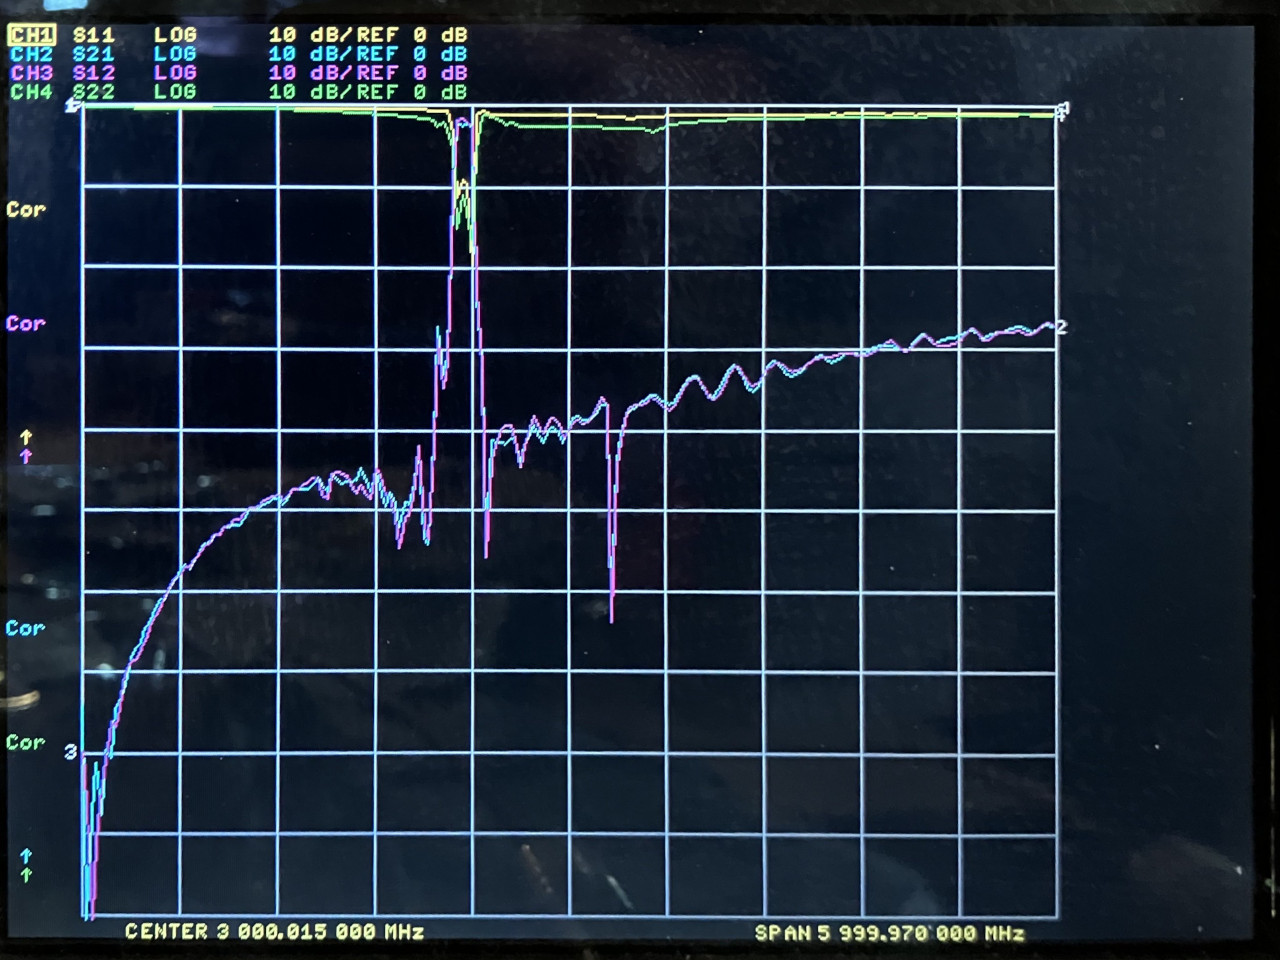 CH1 S11 LOG 10 dB/REF 0 dB
CH2 S21 LOG 10 dB/REF 0 dB
CH3 S12 LOG 10 dB/REF 0 dB
CH4 S22 LOG 10 dB/REF 0 dB
Cor
Cor
2
↑
↑
Cor
Cor
3
↑
↑
CENTER 3 000.015 000 MHz SPAN 5 999.970 000 MHz